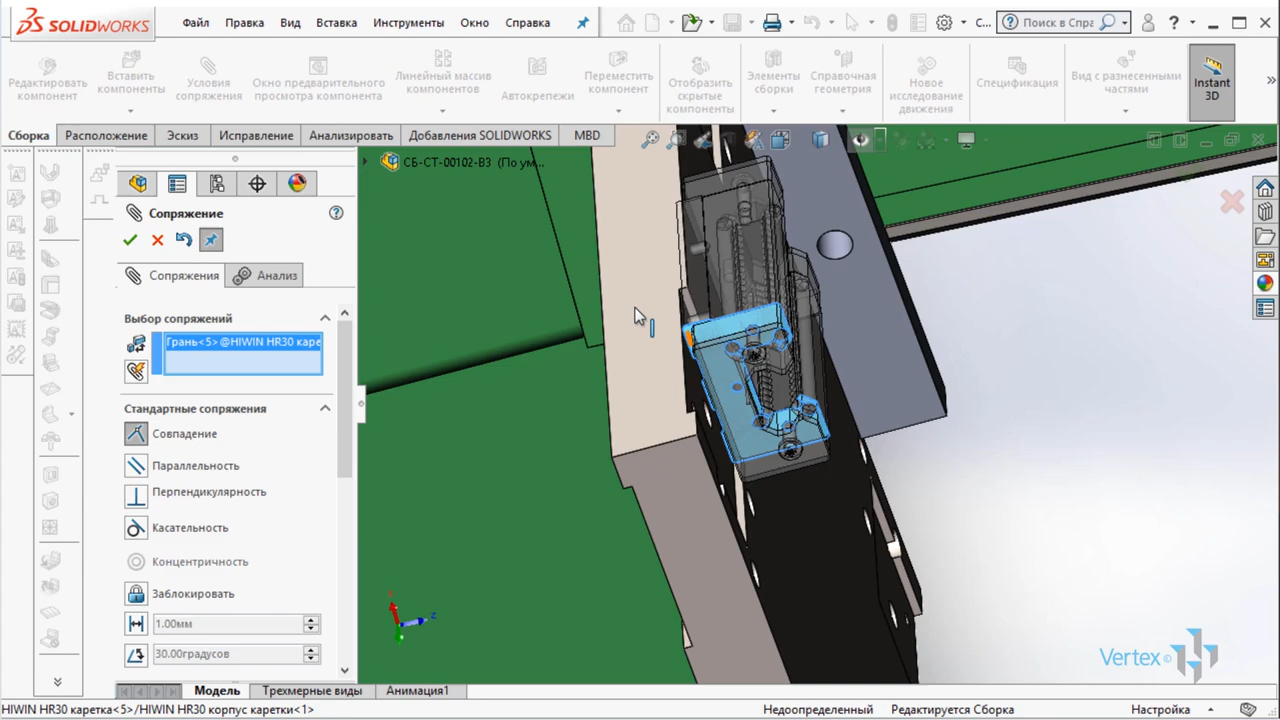 SOLIDWORKS
Файл Правка Вид Вставка Инструменты Окно Справка
С...
Поиск в Спра
Редактировать компонент
Вставить компоненты
Условия сопряжения
Окно предварительного просмотра компонента
Линейный массив компонентов
Автокрепежи
Переместить компонент
Отобразить скрытые компоненты
Элементы сборки
Справочная геометрия
Новое исследование движения
Спецификация
Вид с разнесенными частями
Instant 3D
Сборка Расположение Эскиз Исправление Анализировать Добавления SOLIDWORKS MBD
СБ-СТ-00102-В3 (По ум...
Сопряжение
Сопряжения Анализ
Выбор сопряжений
Грань<5>@HIWIN HR30 каре
Стандартные сопряжения
Совпадение
Параллельность
Перпендикулярность
Касательность
Концентричность
Заблокировать
1.00мм
30.00градусов
Z
Vertex©
Модель Трехмерные виды Анимация1
HIWIN HR30 каретка<5>/HIWIN HR30 корпус каретки<1> Недоопределенный Редактируется Сборка Настройка